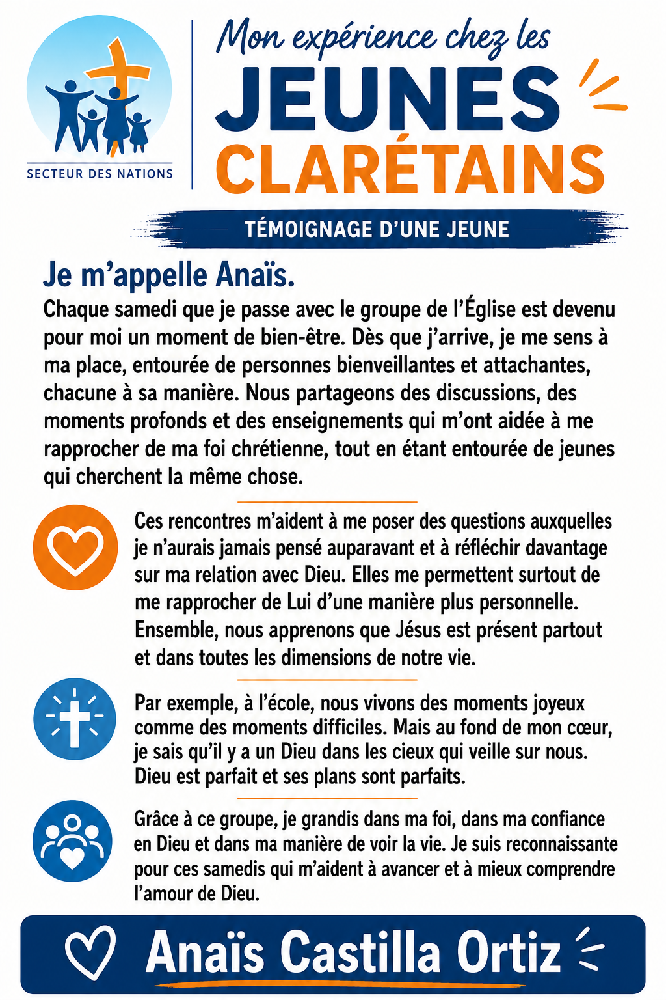 SECTEUR DES NATIONS
Mon expérience chez les
JEUNES
CLARÉTAINS
TÉMOIGNAGE D’UNE JEUNE
Je m’appelle Anaïs.
Chaque samedi que je passe avec le groupe de l’Église est devenu
pour moi un moment de bien-être. Dès que j’arrive, je me sens à
ma place, entourée de personnes bienveillantes et attachantes,
chacune à sa manière. Nous partageons des discussions, des
moments profonds et des enseignements qui m’ont aidée à me
rapprocher de ma foi chrétienne, tout en étant entourée de jeunes
qui cherchent la même chose.
Ces rencontres m’aident à me poser des questions auxquelles
je n’aurais jamais pensé auparavant et à réfléchir davantage
sur ma relation avec Dieu. Elles me permettent surtout de
me rapprocher de Lui d’une manière plus personnelle.
Ensemble, nous apprenons que Jésus est présent partout
et dans toutes les dimensions de notre vie.
Par exemple, à l’école, nous vivons des moments joyeux
comme des moments difficiles. Mais au fond de mon cœur,
je sais qu’il y a un Dieu dans les cieux qui veille sur nous.
Dieu est parfait et ses plans sont parfaits.
Grâce à ce groupe, je grandis dans ma foi, dans ma confiance
en Dieu et dans ma manière de voir la vie. Je suis reconnaissante
pour ces samedis qui m’aident à avancer et à mieux comprendre
l’amour de Dieu.
Anaïs Castilla Ortiz